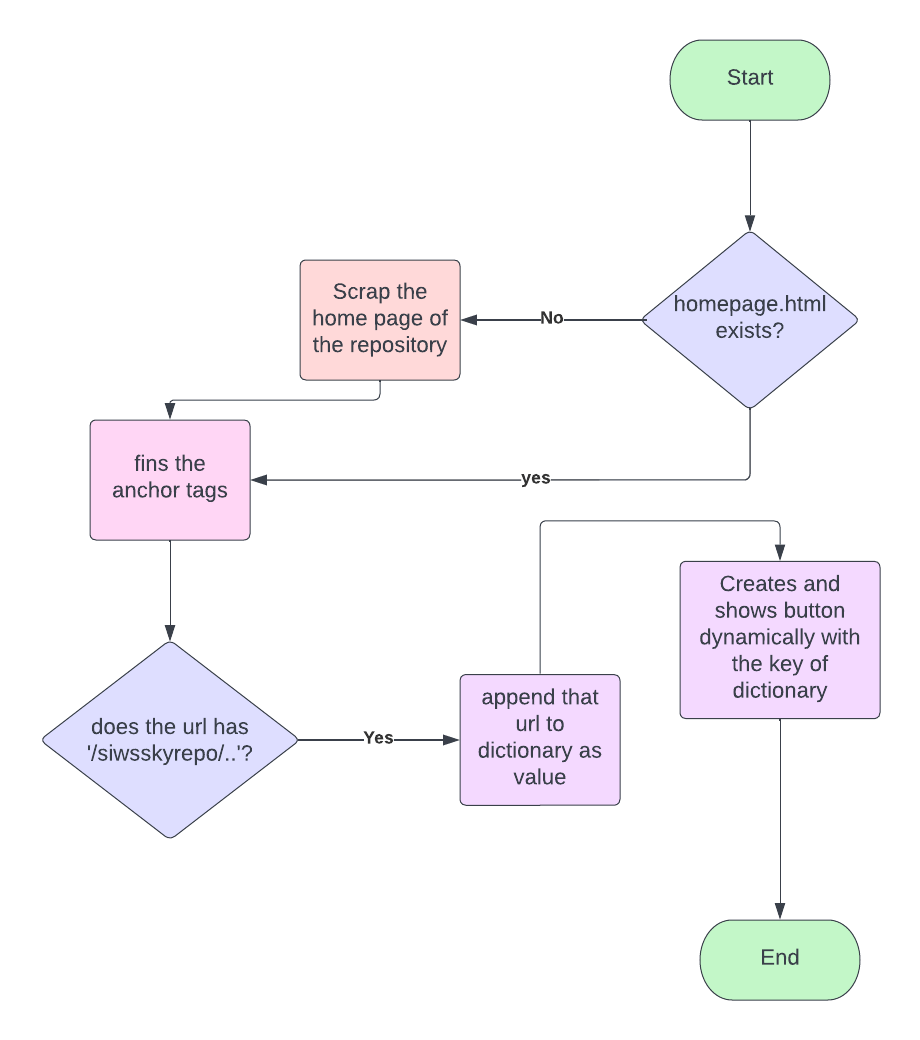 Start
homepage.html
exists?
No
Scrap the
home page of
the repository
yes
fins the
anchor tags
does the url has
'/siwsskyrepo/..'?
Yes
append that
url to
dictionary as
value
Creates and
shows button
dynamically with
the key of
dictionary
End